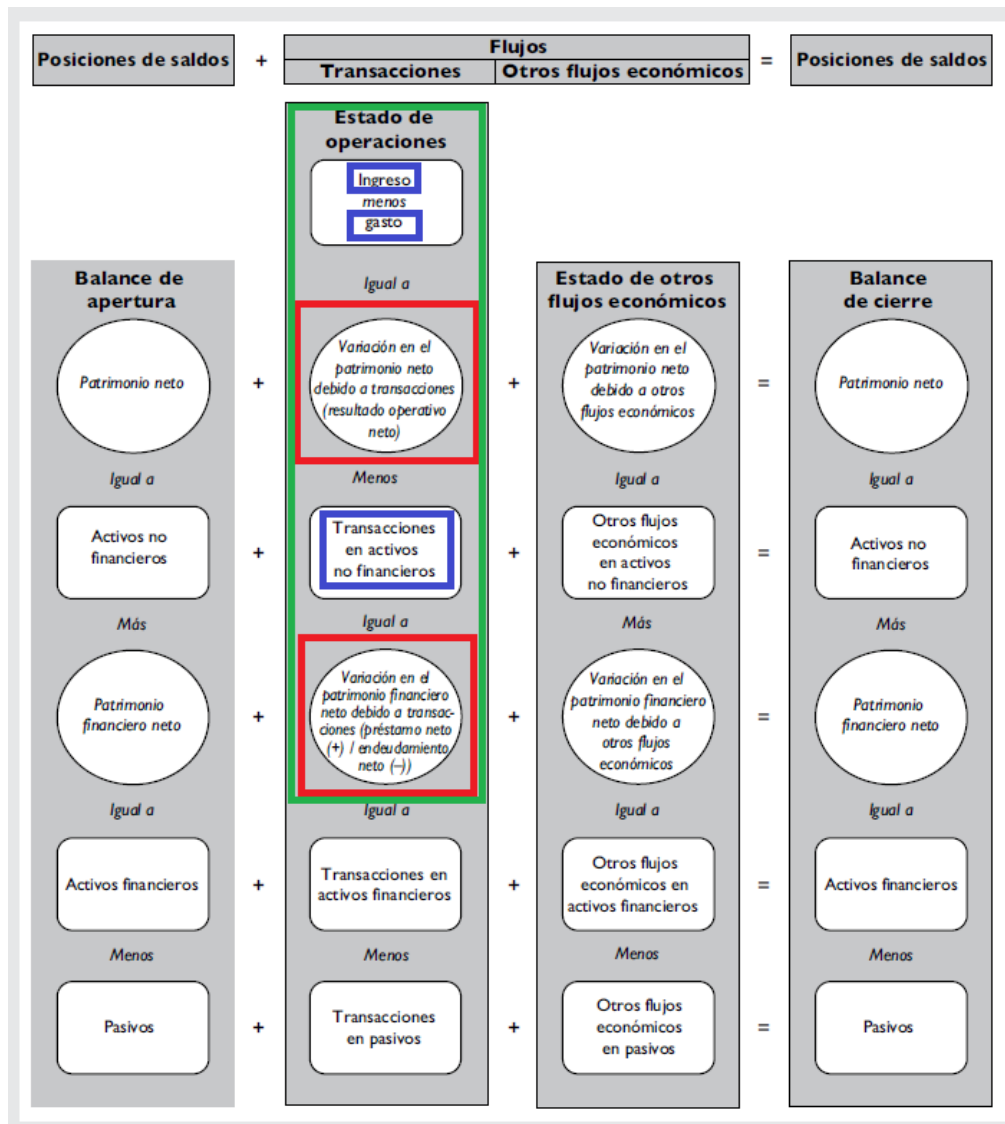 Posiciones de saldos
+
Flujos
Transacciones
Otros flujos económicos
=
Posiciones de saldos
Estado de
operaciones
Ingreso
menos
gasto
Igual a
Balance de
apertura
Estado de otros
flujos económicos
Balance
de cierre
Patrimonio neto
+
Variación en el
patrimonio neto
debido a transacciones
(resultado operativo
neto)
+
Variación en el
patrimonio neto
debido a otros
flujos económicos
=
Patrimonio neto
Igual a
Menos
Igual a
Igual a
Activos no
financieros
+
Transacciones
en activos
no financieros
+
Otros flujos
económicos
en activos
no financieros
=
Activos no
financieros
Más
Igual a
Más
Más
Patrimonio
financiero neto
+
Variación en el
patrimonio financiero
neto debido a transac-
ciones (préstamo neto
(+) / endeudamiento
neto (–))
+
Variación en el
patrimonio financiero
neto debido a
otros flujos
económicos
=
Patrimonio
financiero neto
Igual a
Igual a
Igual a
Igual a
Activos financieros
+
Transacciones en
activos financieros
+
Otros flujos
económicos en
activos financieros
=
Activos financieros
Menos
Menos
Menos
Menos
Pasivos
+
Transacciones
en pasivos
+
Otros flujos
económicos
en pasivos
=
Pasivos